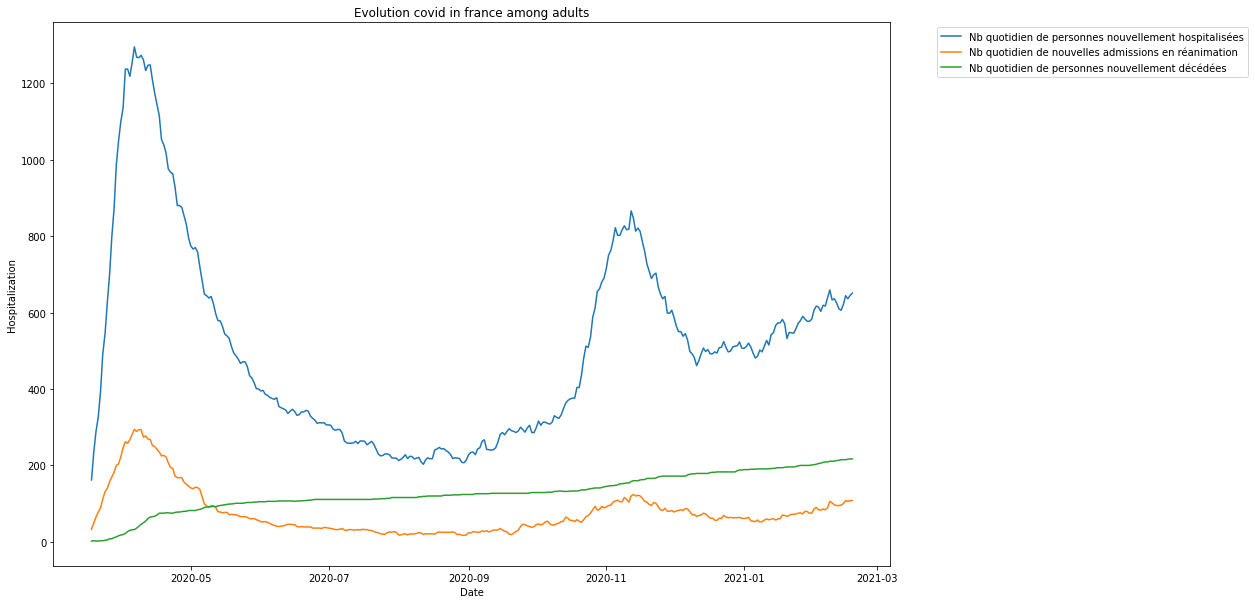 Evolution covid in france among adults
Nb quotidien de personnes nouvellement hospitalisées
Nb quotidien de nouvelles admissions en réanimation
Nb quotidien de personnes nouvellement décédées
Hospitalization
1200
1000
800
600
400
200
0
2020-05
2020-07
2020-09
2020-11
2021-01
2021-03
Date